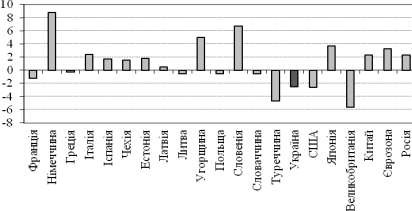 10
8
6
4
2
0
-2
-4
-6
-8
Франція
Німеччина
Греція
Італія
Іспанія
Чехія
Естонія
Латвія
Литва
Угорщина
Польща
Словенія
Словаччина
Туреччина
Україна
США
Японія
Великобританія
Китай
Єврозона
Росія